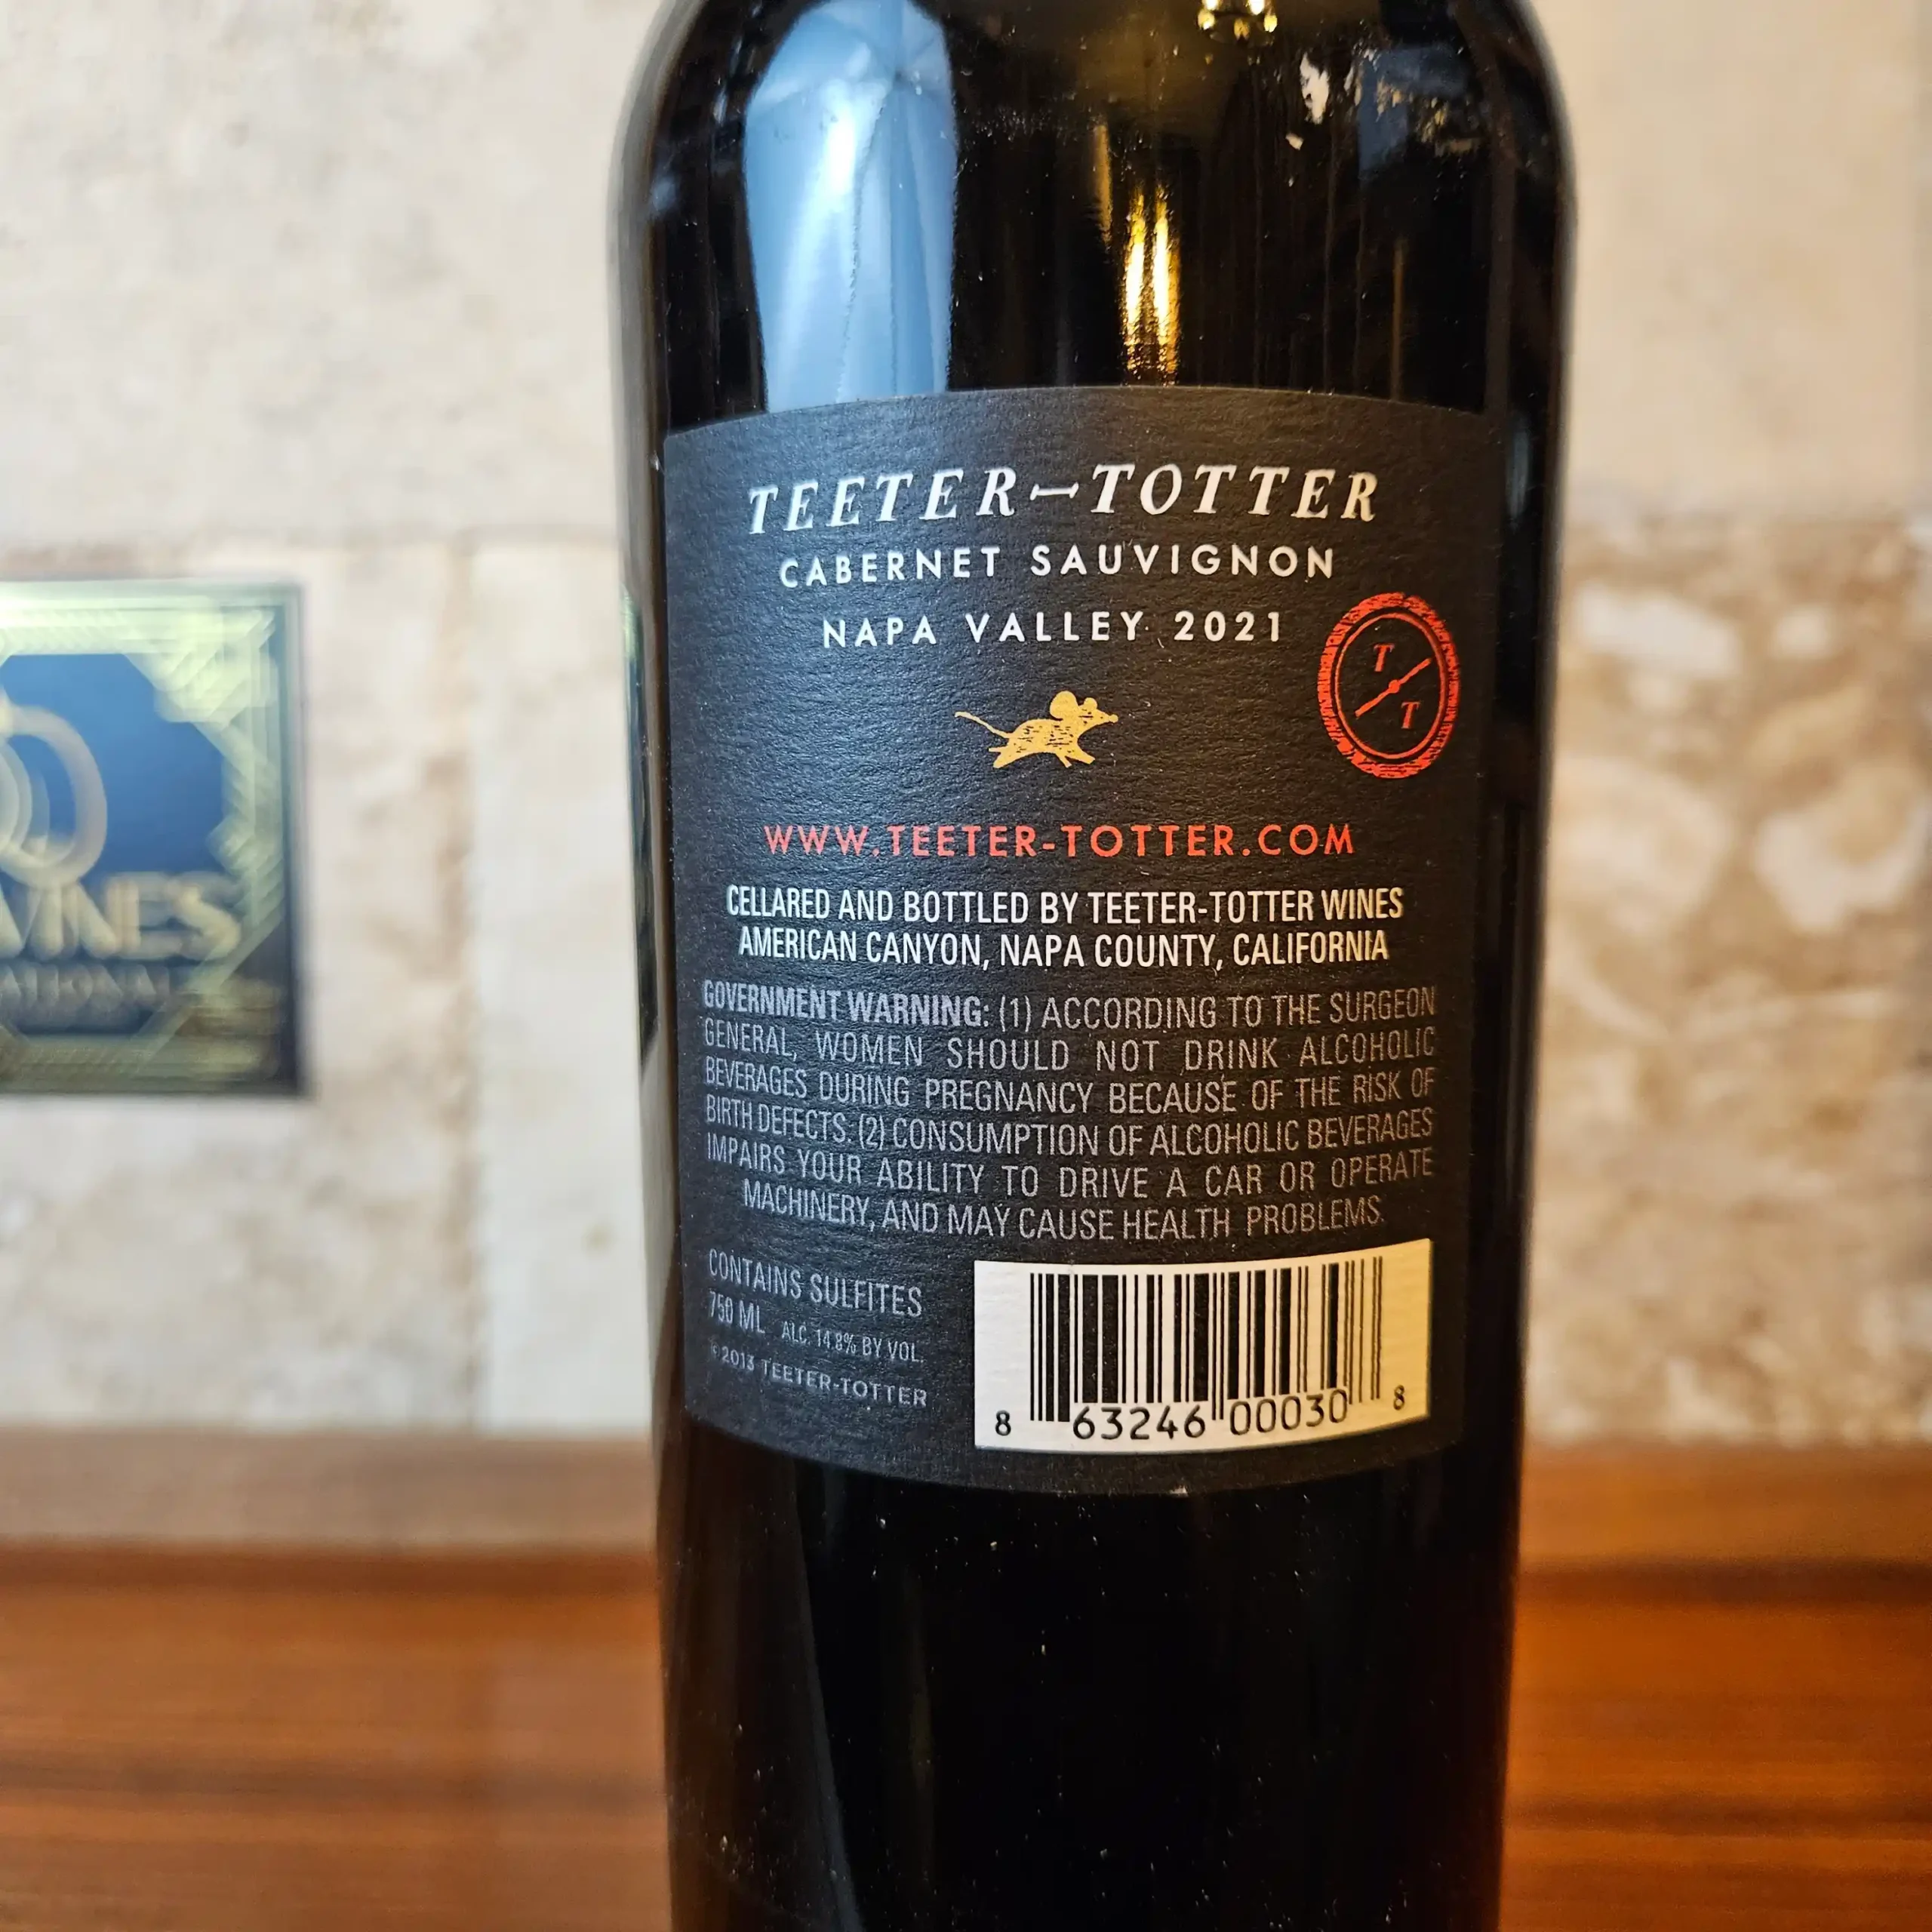 TEETER-TOTTER
CABERNET SAUVIGNON
NAPA VALLEY 2021
T
T
WWW.TEETER-TOTTER.COM
CELLARED AND BOTTLED BY TEETER-TOTTER WINES
AMERICAN CANYON, NAPA COUNTY, CALIFORNIA
GOVERNMENT WARNING: (1) ACCORDING TO THE SURGEON
GENERAL, WOMEN SHOULD NOT DRINK ALCOHOLIC
BEVERAGES DURING PREGNANCY BECAUSE OF THE RISK OF
BIRTH DEFECTS. (2) CONSUMPTION OF ALCOHOLIC BEVERAGES
IMPAIRS YOUR ABILITY TO DRIVE A CAR OR OPERATE
MACHINERY, AND MAY CAUSE HEALTH PROBLEMS.
CONTAINS SULFITES
750 ML ALC. 14.8% BY VOL.
©2013 TEETER-TOTTER
8 63246 00030 8
WINES